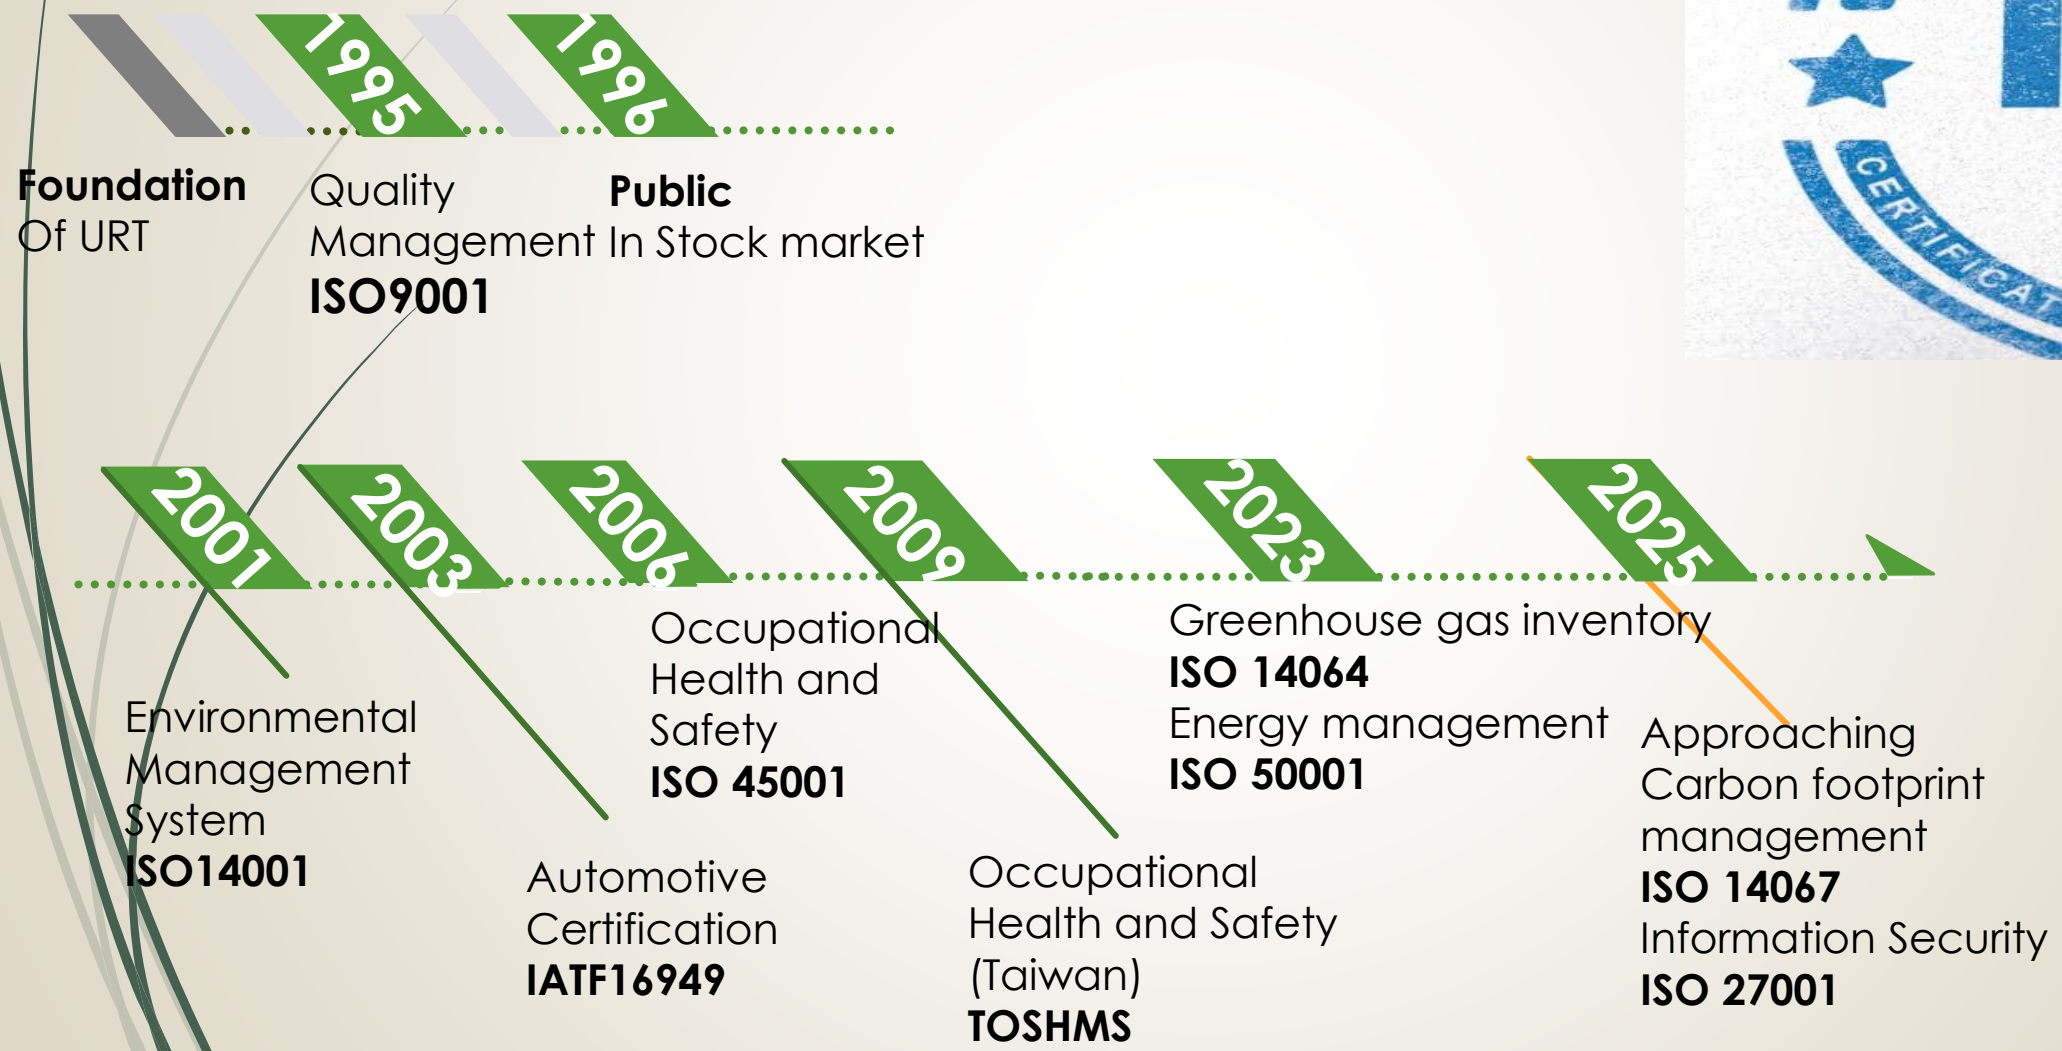 1995
1996
Foundation
Of URT
Quality
Management
ISO9001
Public
In Stock market
2001
2003
2006
2009
2023
2025
Environmental
Management
System
ISO14001
Automotive
Certification
IATF16949
Occupational
Health and
Safety
ISO 45001
Occupational
Health and Safety
(Taiwan)
TOSHMS
Greenhouse gas inventory
ISO 14064
Energy management
ISO 50001
Approaching
Carbon footprint
management
ISO 14067
Information Security
ISO 27001